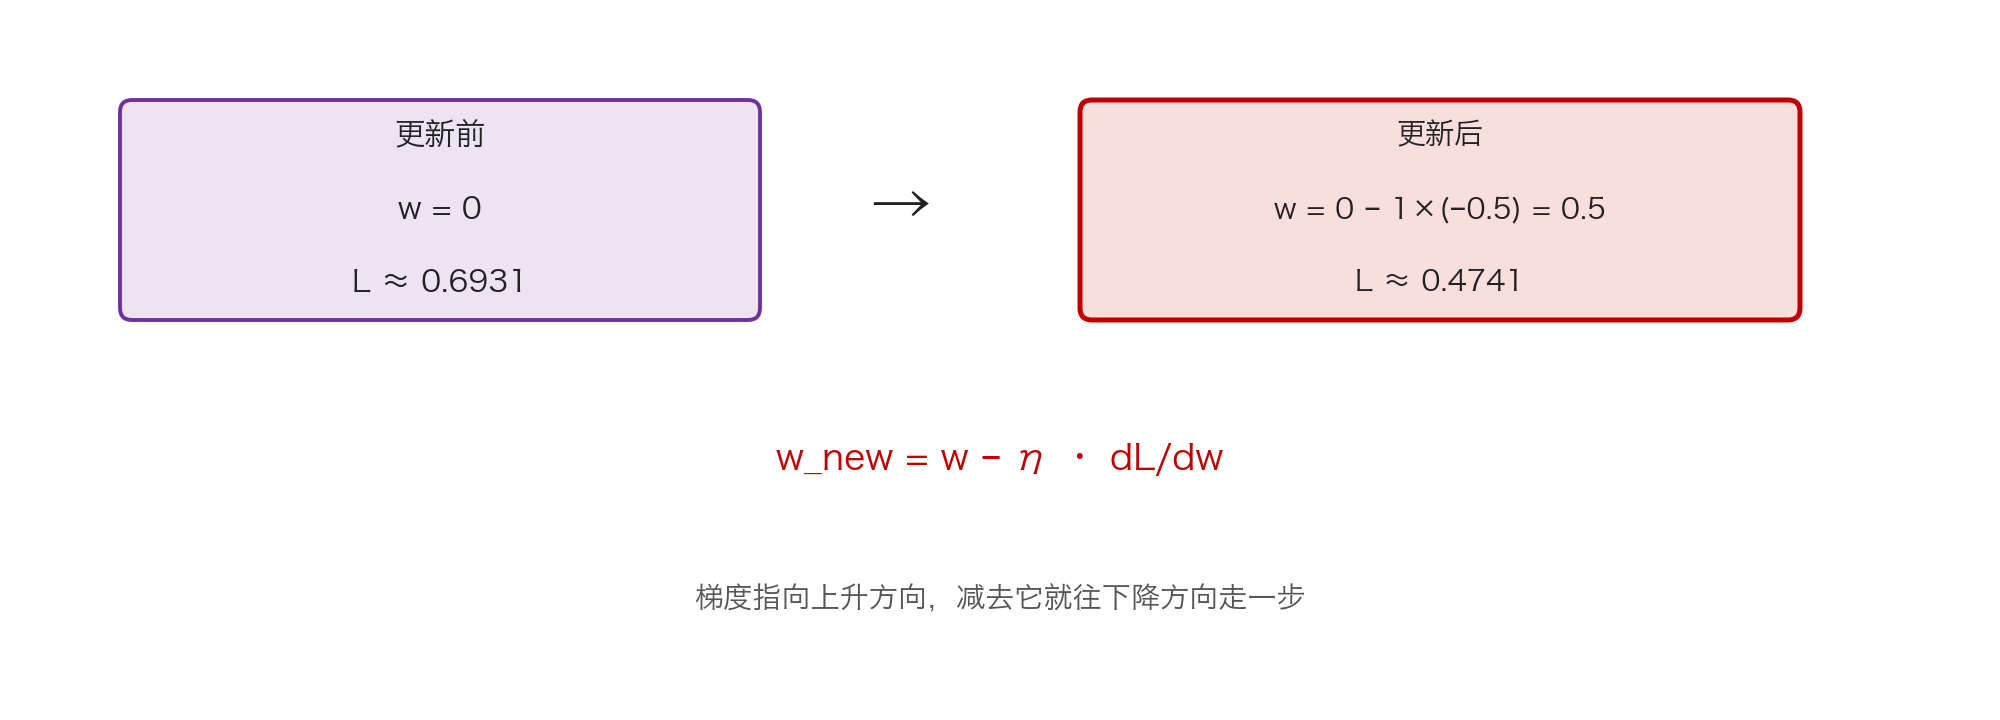 更新前
w = 0
L ≈ 0.6931
→
更新后
w = 0 − 1×(−0.5) = 0.5
L ≈ 0.4741
w_new = w − η · dL/dw
梯度指向上升方向，减去它就往下降方向走一步